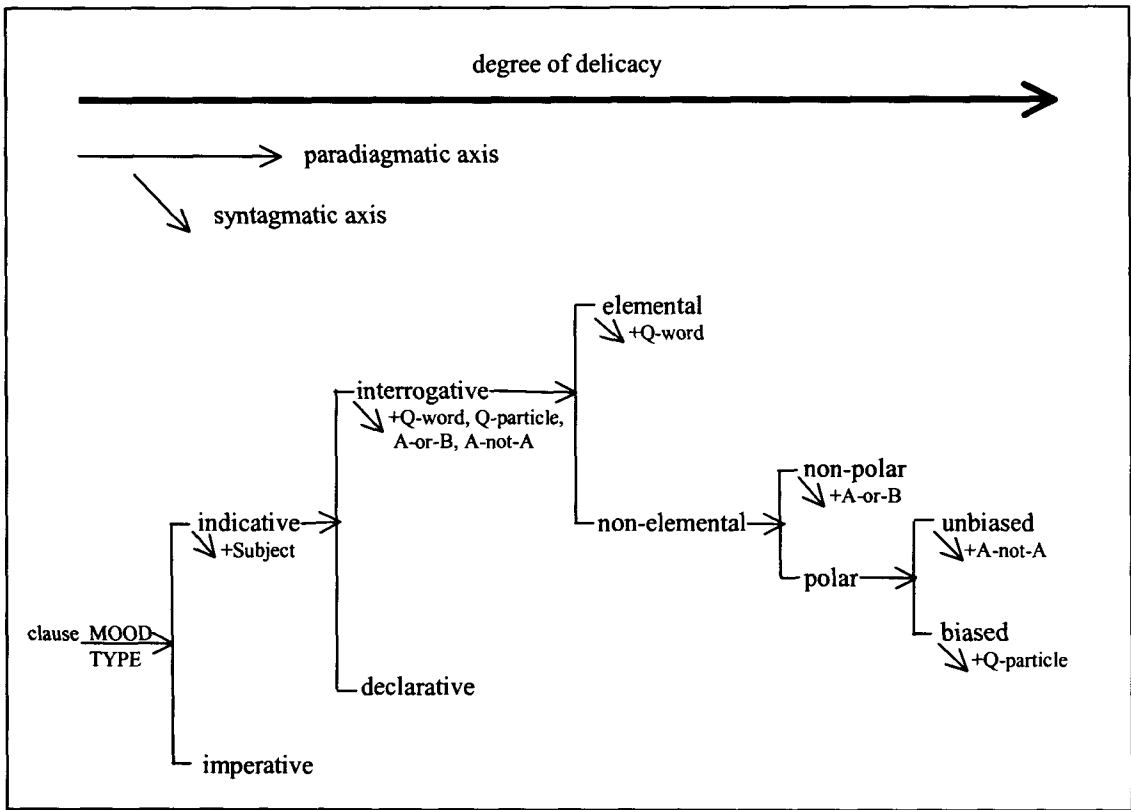 degree of delicacy
paradiagmatic axis
syntagmatic axis
elemental
+Q-word
interrogative
+Q-word, Q-particle,
A-or-B, A-not-A
non-polar
+A-or-B
indicative
+Subject
non-elemental
unbiased
+A-not-A
polar
clause MOOD
TYPE
biased
+Q-particle
declarative
imperative